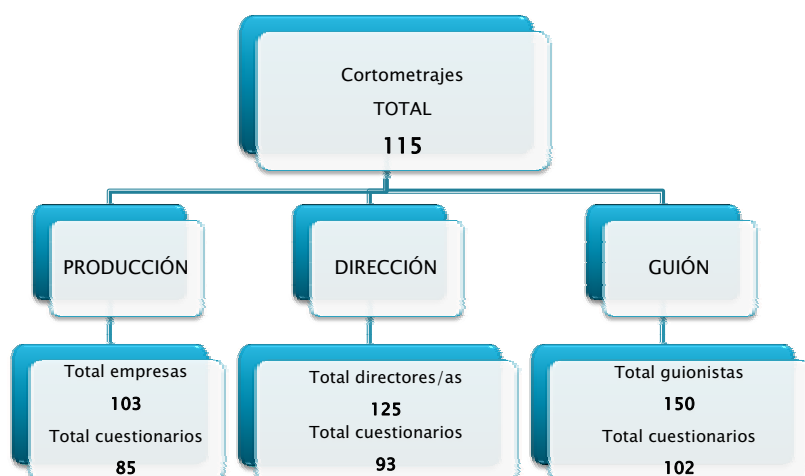 Cortometrajes
TOTAL
115
PRODUCCIÓN
DIRECCIÓN
GUIÓN
Total empresas
103
Total cuestionarios
85
Total directores/as
125
Total cuestionarios
93
Total guionistas
150
Total cuestionarios
102